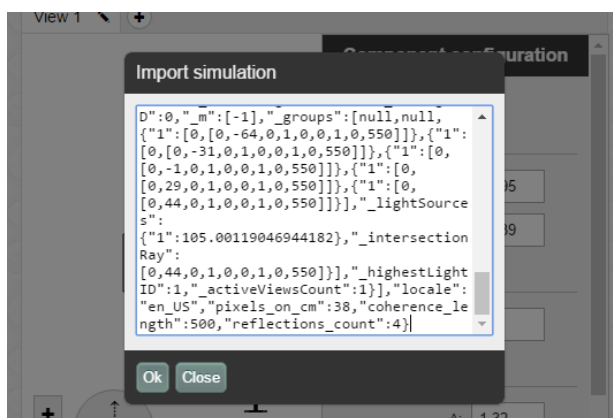 View 1
Component configuration
Import simulation
D":0,"_m":[-1],"_groups":[null,null,
{"1":[0,[0,-64,0,1,0,0,1,0,550]]},{"1":
[0,[0,-31,0,1,0,0,1,0,550]]},{"1":[0,
[0,-1,0,1,0,0,1,0,550]]},{"1":[0,
[0,29,0,1,0,0,1,0,550]]},{"1":[0,
[0,44,0,1,0,0,1,0,550]]}],"_lightSource
s":
{"1":105.00119046944182},"_intersection
Ray":
[0,44,0,1,0,0,1,0,550]}],"_highestLight
ID":1,"_activeViewsCount":1}],"locale":
"en_US","pixels_on_cm":38,"coherence_le
ngth":500,"reflections_count":4}
Ok Close
1.32